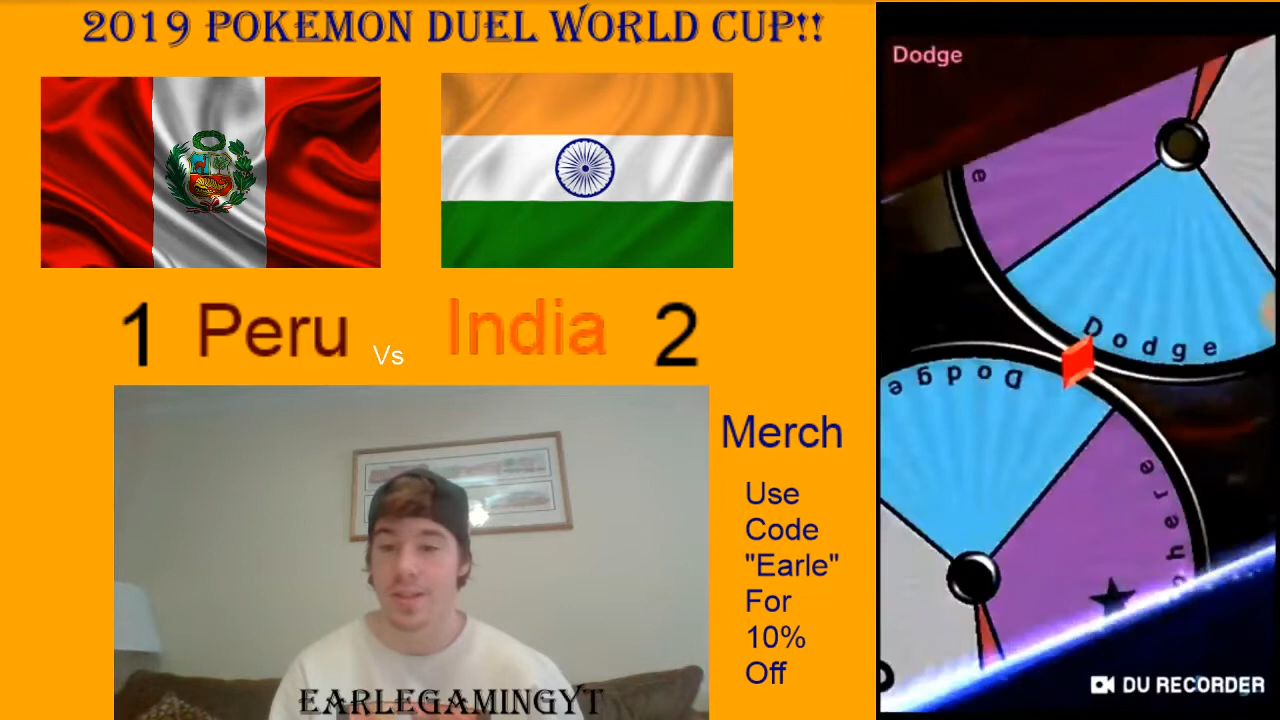 2019 POKEMON DUEL WORLD CUP!!
1 Peru Vs India 2
Merch
Use
Code
"Earle"
For
10%
Off
EARLEGAMINGYT
Dodge
Dodge
Dodge
DU RECORDER